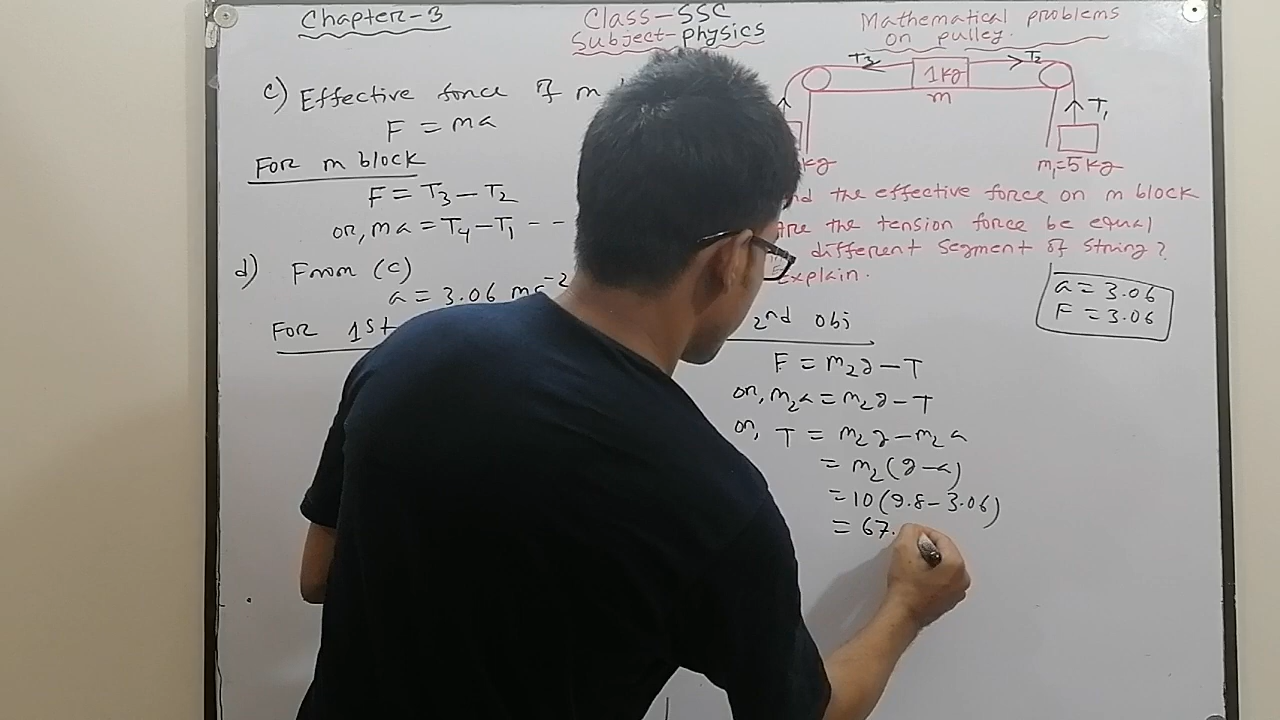 Chapter-3
Class-SSC
Subject-physics
Mathematical problems
on pulley.
c) Effective force of m
F = ma
For m block
F = T3 − T2
or, ma = T4 − T1 --
d) From (c)
a = 3.06 ms⁻²
For 1st
T3
1kg
T2
m
T1
kg
m1=5kg
the effective force on m block
the tension force be equal
different segment of string?
Explain.
a = 3.06
F = 3.06
2nd obj
F = m2g − T
or, m2a = m2g − T
or, T = m2g − m2a
= m2(g−a)
= 10(9.8−3.06)
= 67.